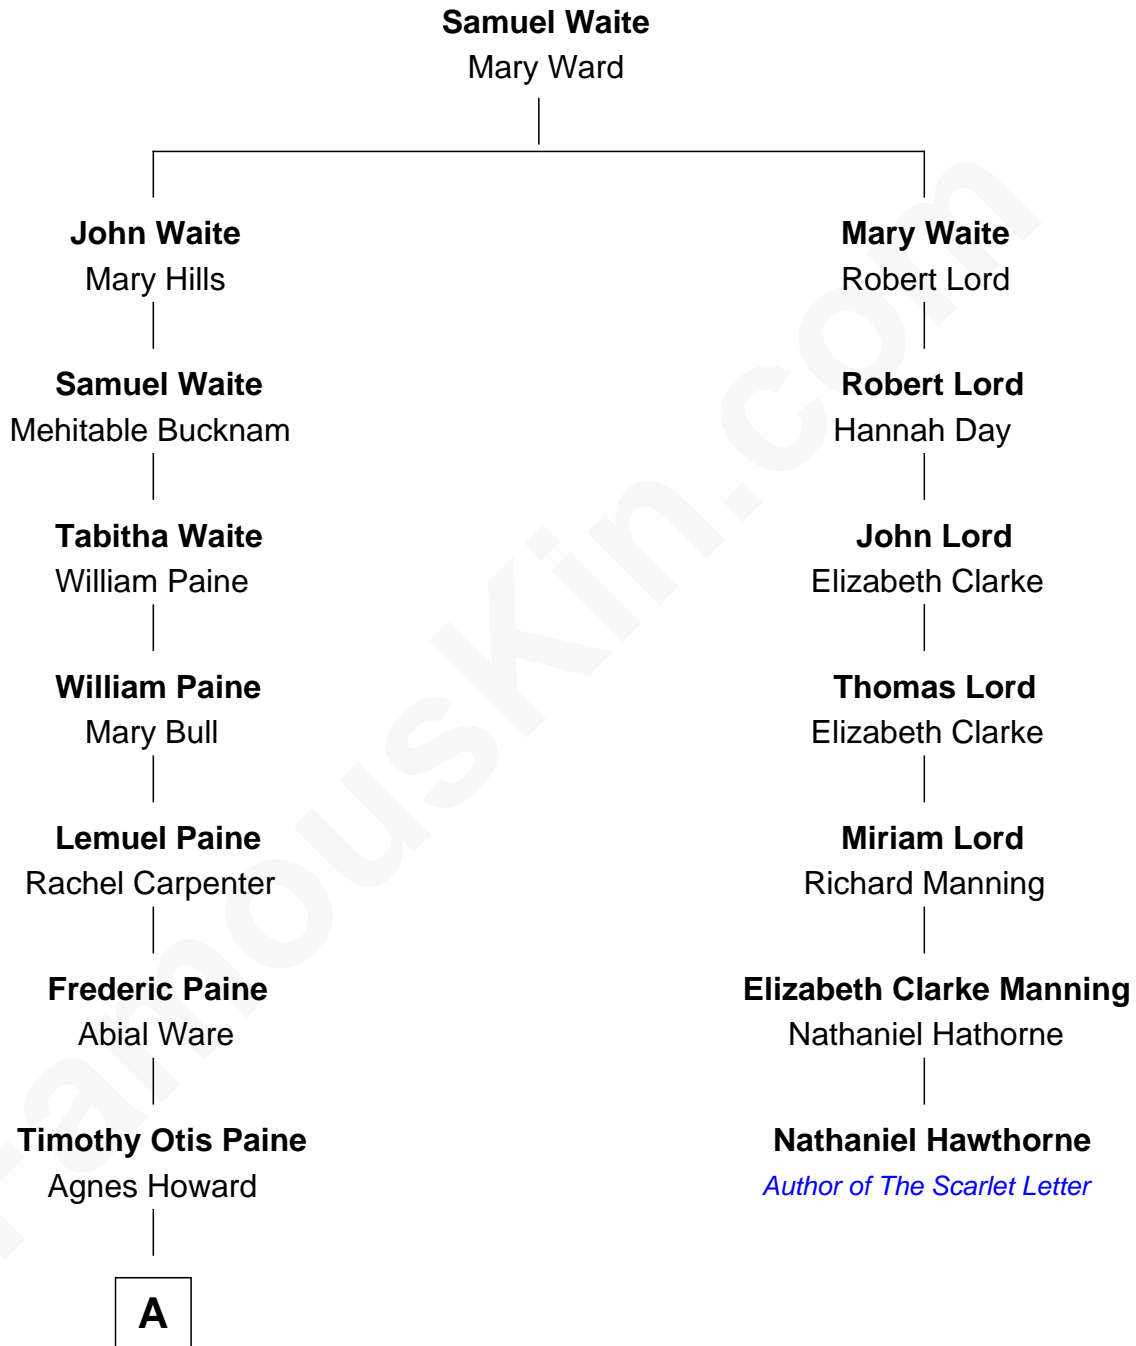 Samuel Waite
Mary Ward
John Waite
Mary Hills
Mary Waite
Robert Lord
Samuel Waite
Mehitable Bucknam
Robert Lord
Hannah Day
Tabitha Waite
William Paine
John Lord
Elizabeth Clarke
William Paine
Mary Bull
Thomas Lord
Elizabeth Clarke
Lemuel Paine
Rachel Carpenter
Miriam Lord
Richard Manning
Frederic Paine
Abial Ware
Elizabeth Clarke Manning
Nathaniel Hathorne
Timothy Otis Paine
Agnes Howard
Nathaniel Hawthorne
Author of The Scarlet Letter
A
FamousKin.com